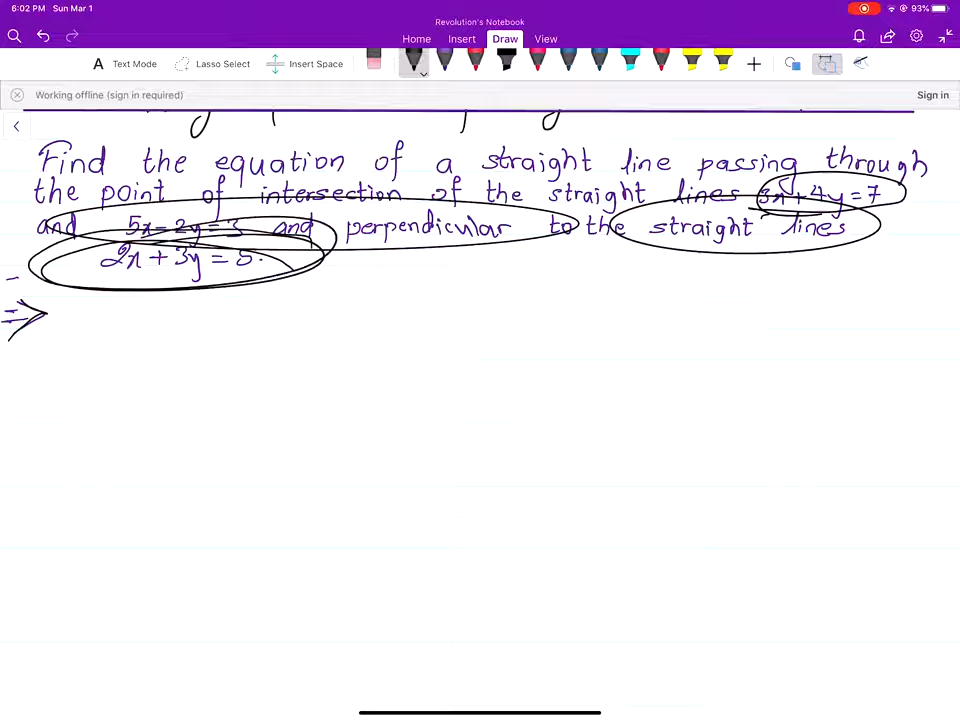 6:02 PM Sun Mar 1
93%
Revolution's Notebook
Home Insert Draw View
A Text Mode Lasso Select Insert Space
Working offline (sign in required) Sign in
Find the equation of a straight line passing through
the point of intersection of the straight lines 3x+4y=7
and 5x-2y=3 and perpendicular to the straight lines
2x+3y=5.
⇒